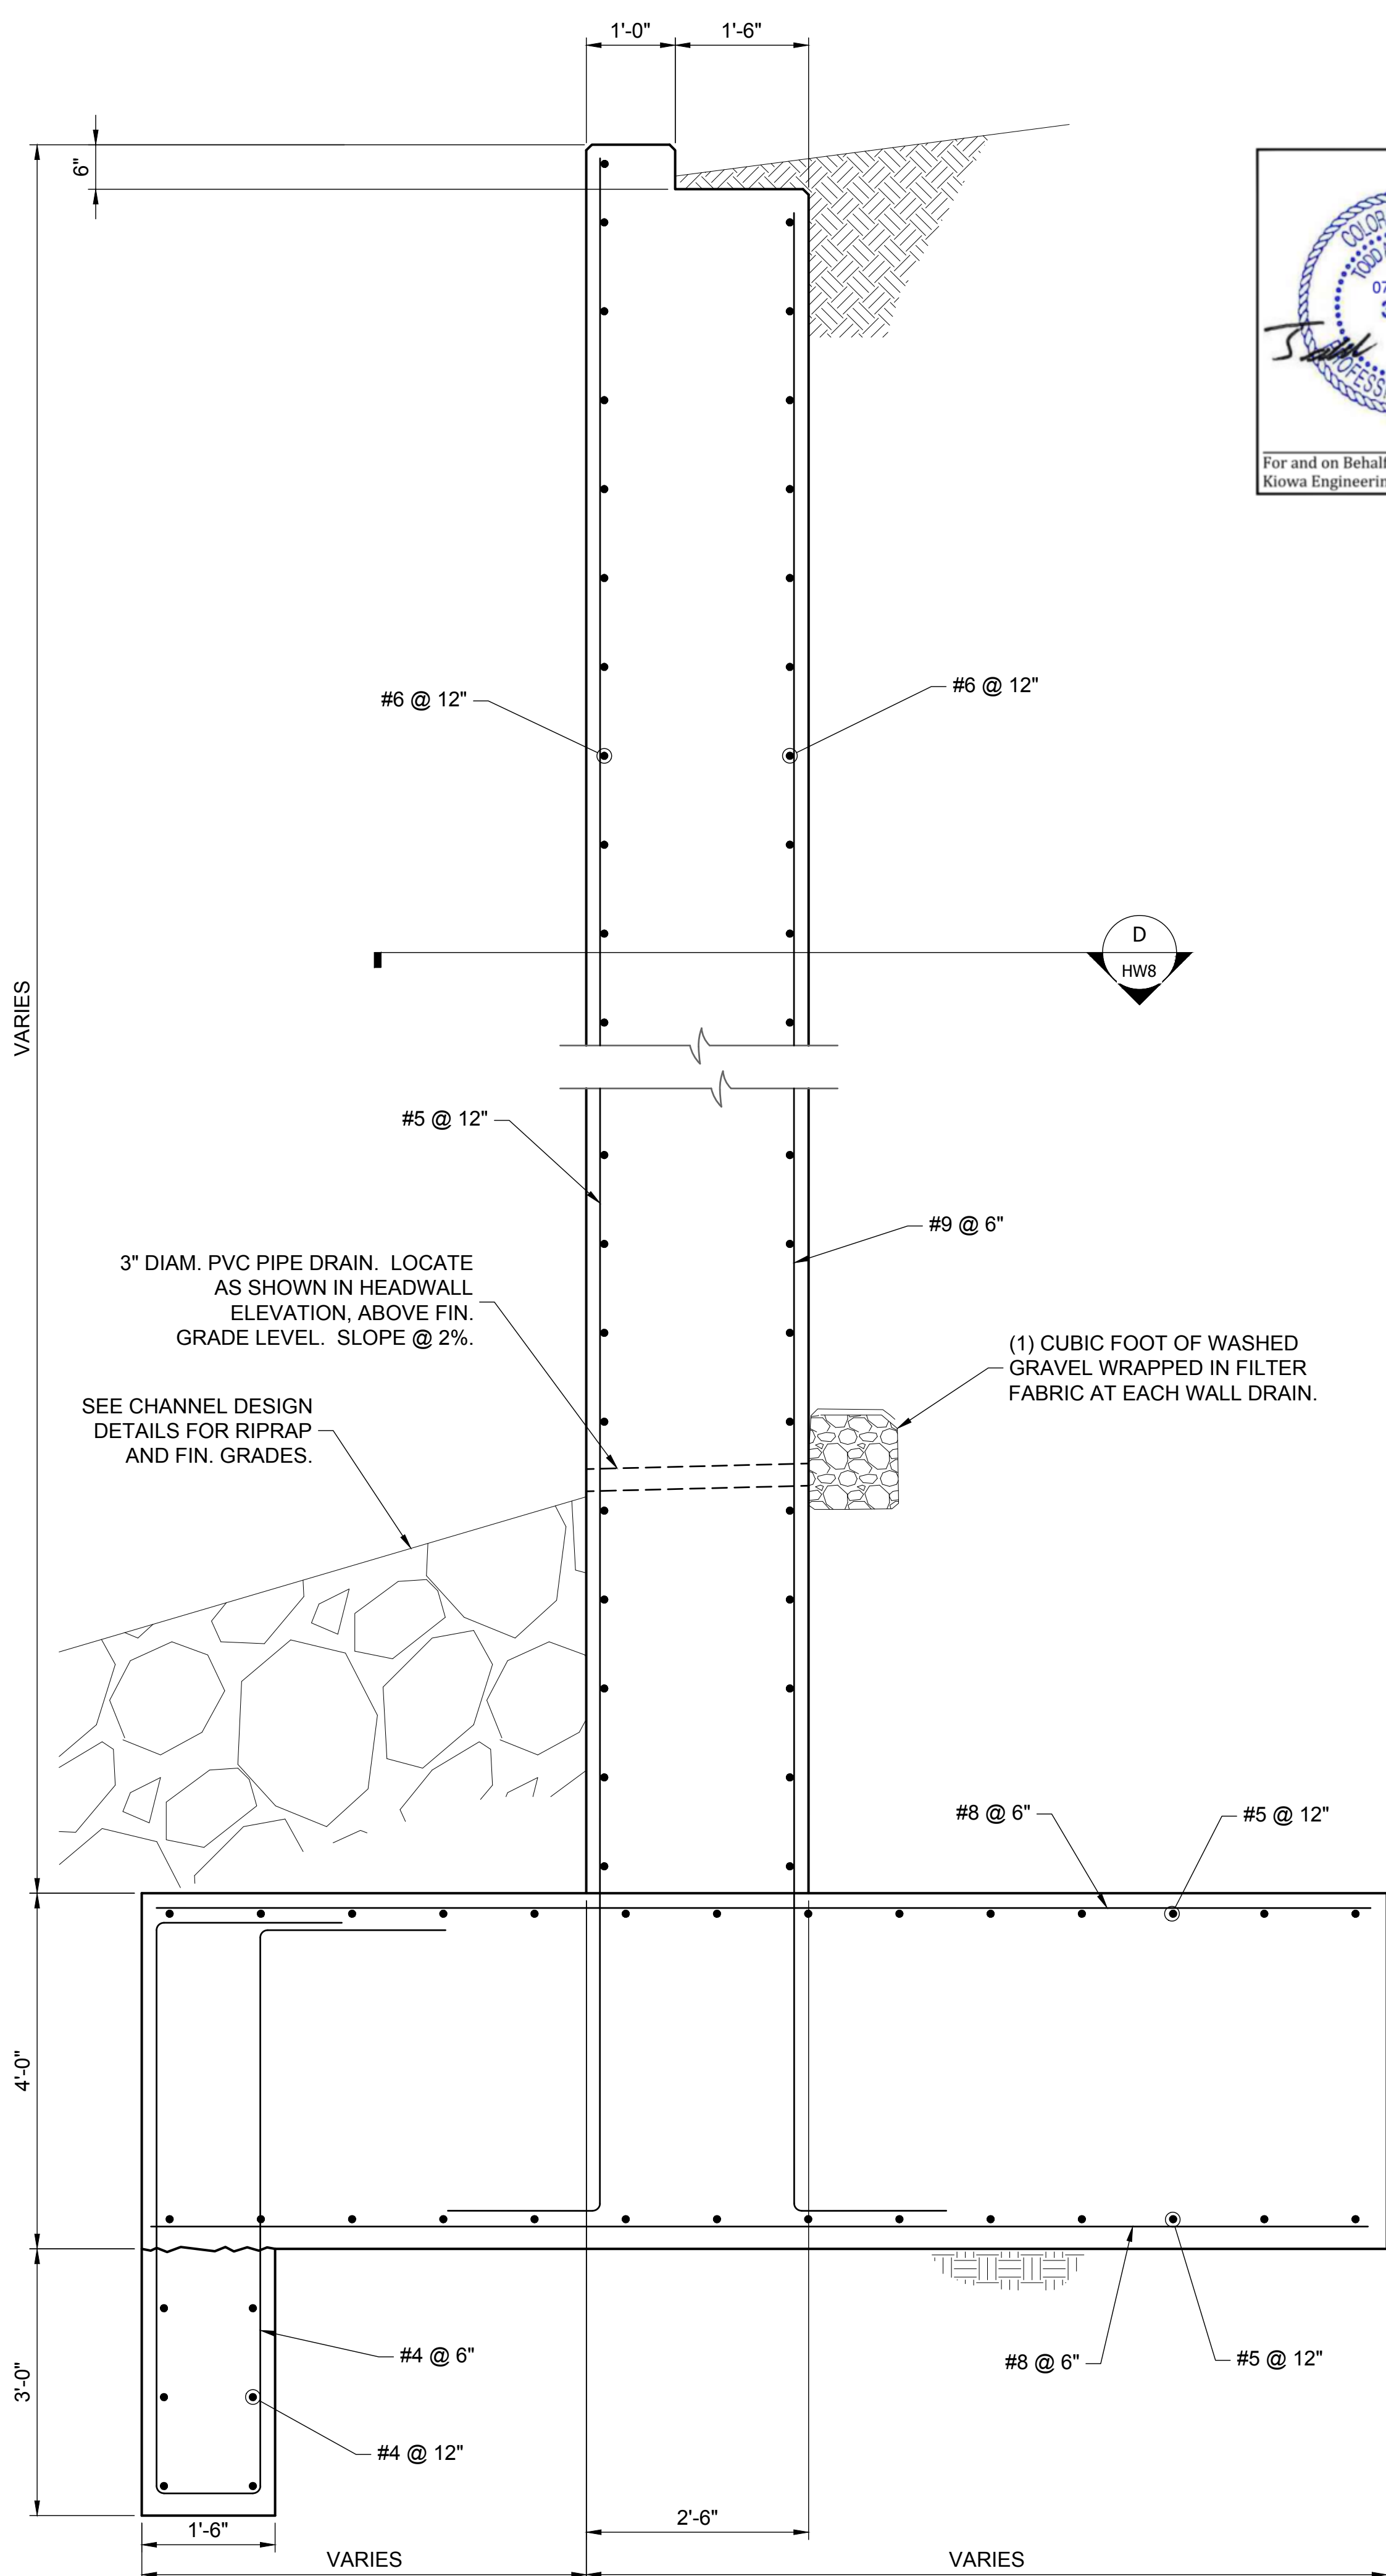 1'-0"
1'-6"
6"
For and on Behalf
Kiowa
#6 @ 12"
#6 @ 12"
D
HW8
VARIES
#5 @ 12"
#9 @ 6"
3" DIAM. PVC PIPE DRAIN. LOCATE
AS SHOWN IN HEADWALL
ELEVATION, ABOVE FIN.
GRADE LEVEL. SLOPE @ 2%.
(1) CUBIC FOOT OF WASHED
GRAVEL WRAPPED IN FILTER
FABRIC AT EACH WALL DRAIN.
SEE CHANNEL DESIGN
DETAILS FOR RIPRAP
AND FIN. GRADES.
#8 @ 6"
#5 @ 12"
4'-0"
3'-0"
#4 @ 6"
#8 @ 6"
#5 @ 12"
#4 @ 12"
1'-6"
2'-6"
VARIES
VARIES